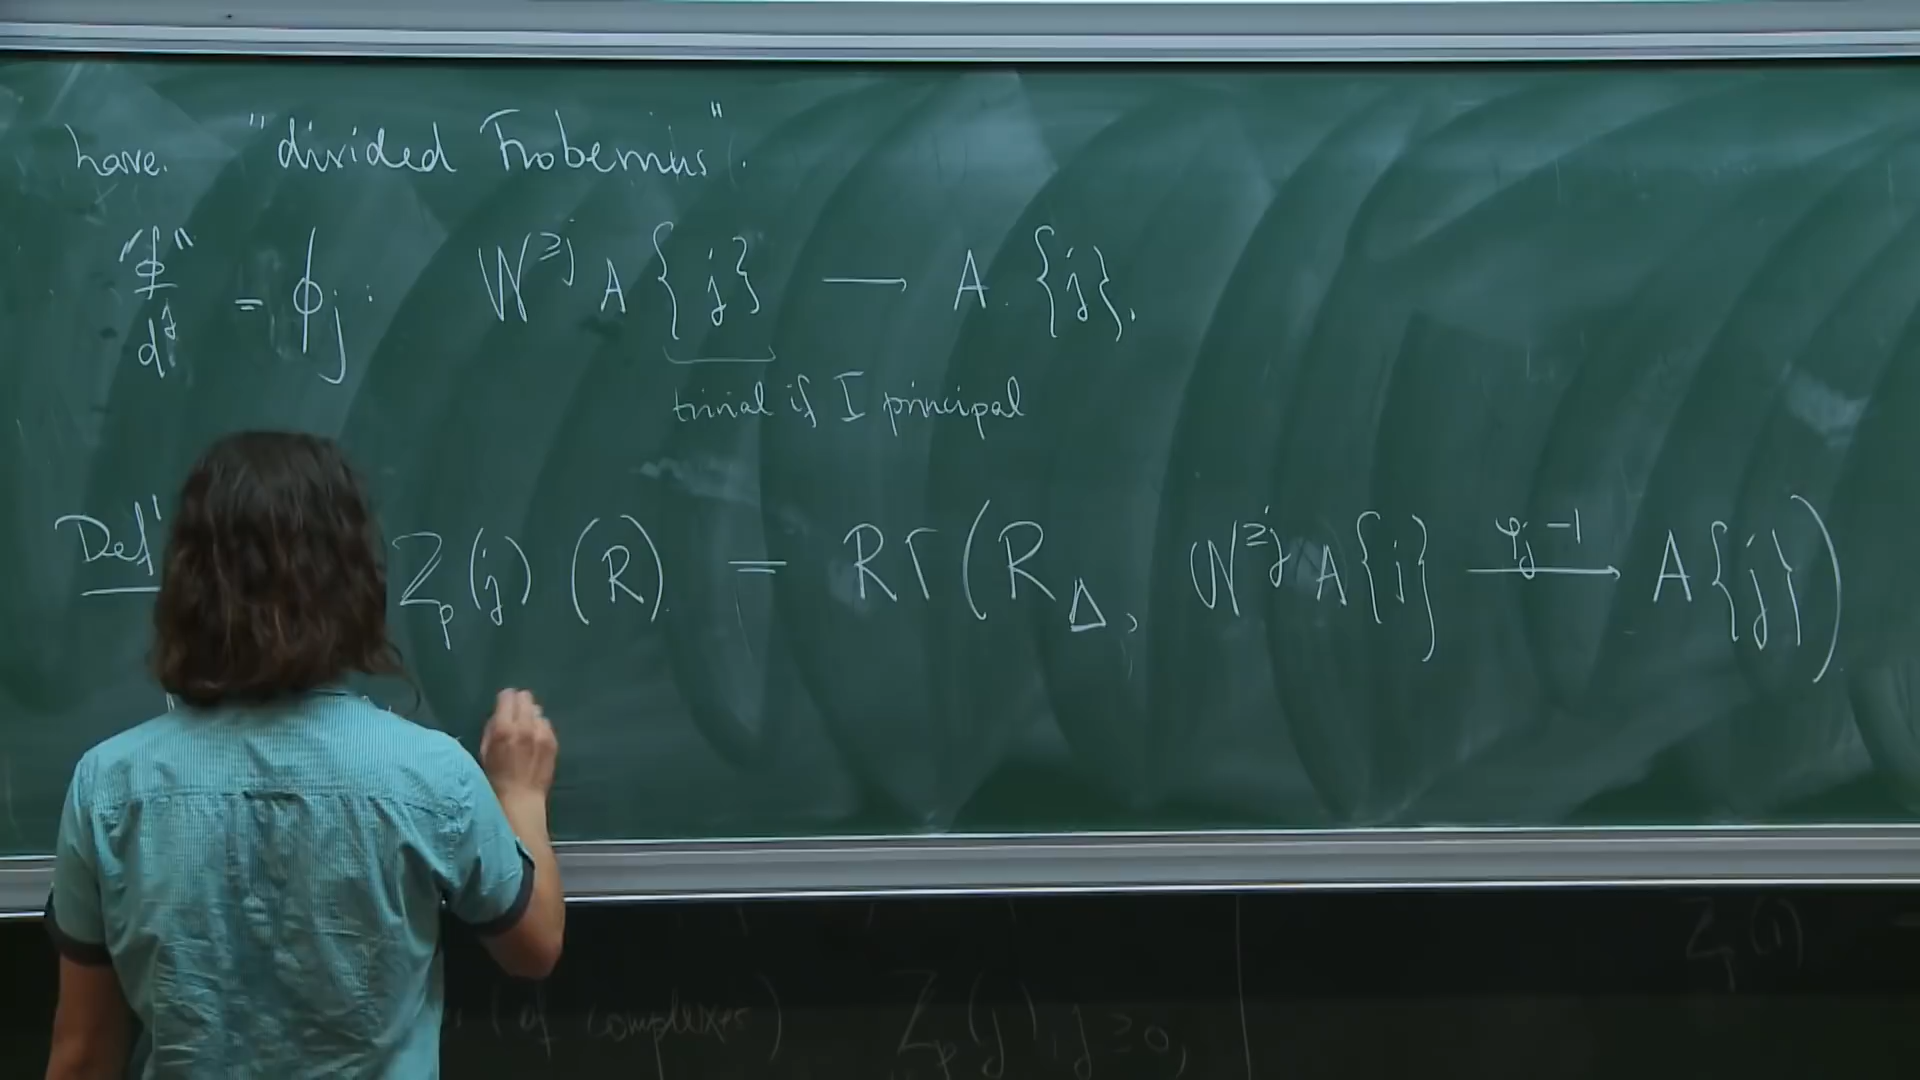 have "divided Frobenius".
"ϕ/d^j" = ϕ_j : N^{≥j} A {j} → A {j}.
trivial if I principal
Def' Z_p(j) (R) = RΓ (R_Δ, N^{≥j} A{j} \xrightarrow{φ_j −1} A{j})
Z_p(1)
(of complexes) Z_p(j), j≥0,